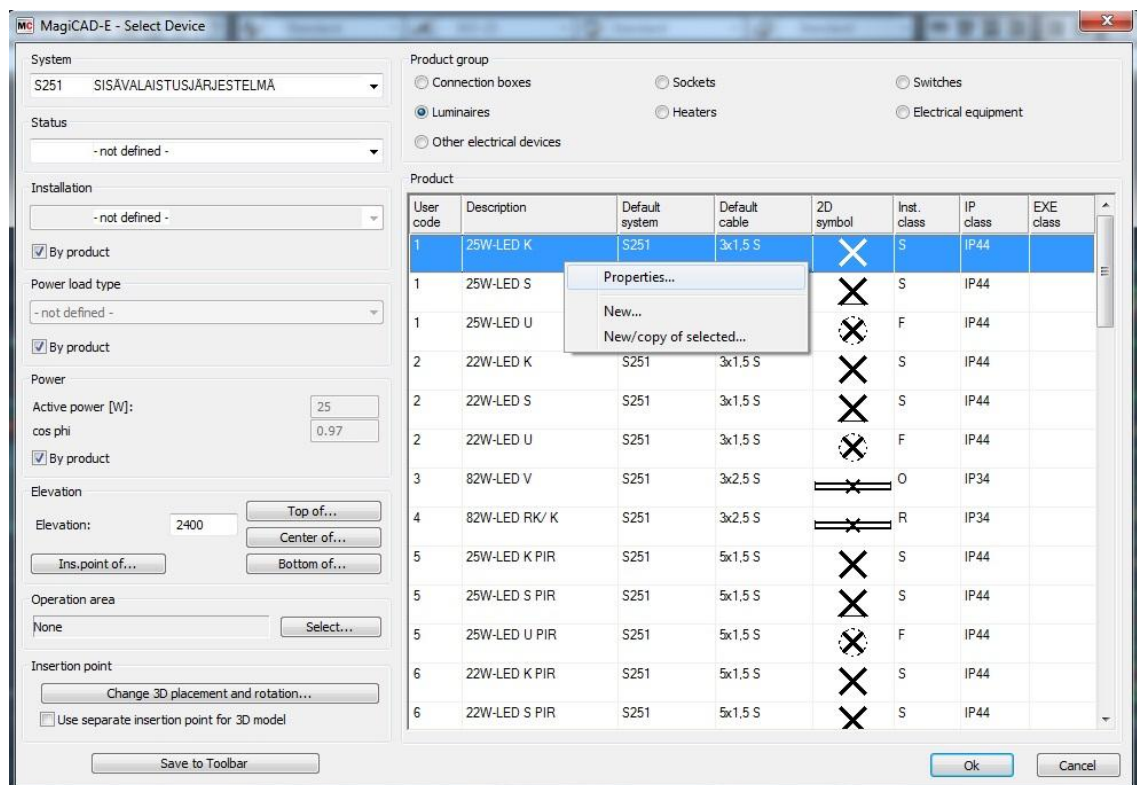 MC MagiCAD-E - Select Device
X
System
S251 SISÄVALAISTUSJÄRJESTELMÄ
Status
- not defined -
Installation
- not defined -
By product
Power load type
- not defined -
By product
Power
Active power [W]: 25
cos phi 0.97
By product
Elevation
Elevation: 2400
Top of...
Center of...
Ins.point of... Bottom of...
Operation area
None Select...
Insertion point
Change 3D placement and rotation...
Use separate insertion point for 3D model
Save to Toolbar
Product group
Connection boxes Sockets Switches
Luminaires Heaters Electrical equipment
Other electrical devices
Product
User code Description Default system Default cable 2D symbol Inst. class IP class EXE class
1 25W-LED K S251 3x1,5 S S IP44
1 25W-LED S S IP44
1 25W-LED U F IP44
2 22W-LED K S251 3x1,5 S S IP44
2 22W-LED S S251 3x1,5 S S IP44
2 22W-LED U S251 3x1,5 S F IP44
3 82W-LED V S251 3x2,5 S O IP34
4 82W-LED RK/ K S251 3x2,5 S R IP34
5 25W-LED K PIR S251 5x1,5 S S IP44
5 25W-LED S PIR S251 5x1,5 S S IP44
5 25W-LED U PIR S251 5x1,5 S F IP44
6 22W-LED K PIR S251 5x1,5 S S IP44
6 22W-LED S PIR S251 5x1,5 S S IP44
Properties...
New...
New/copy of selected...
Ok Cancel